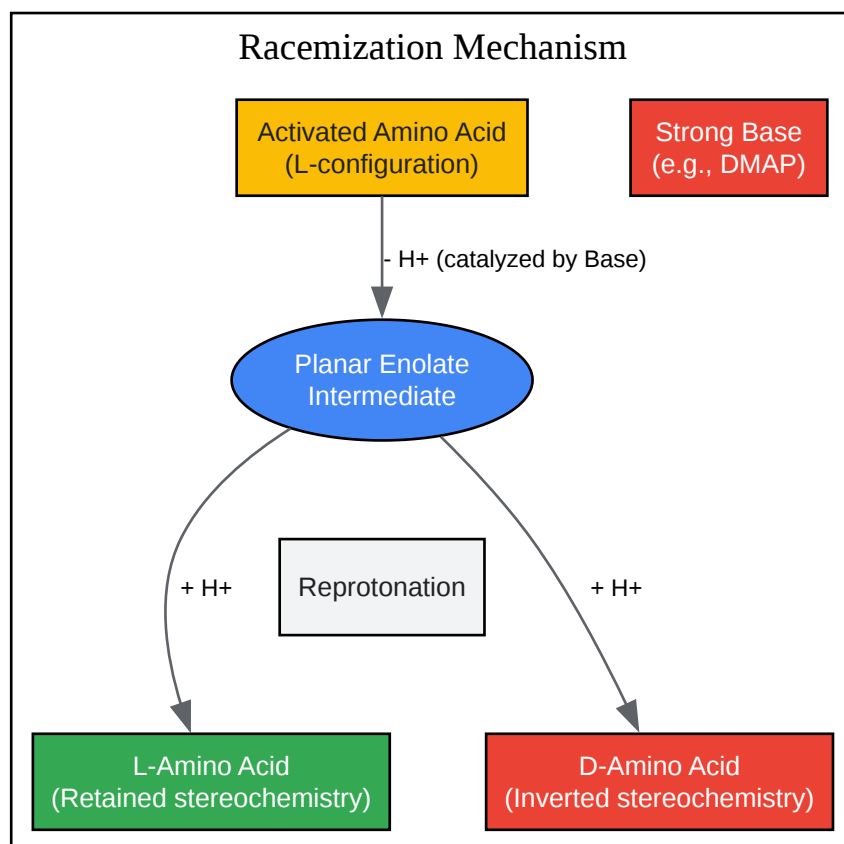 Racemization Mechanism
Activated Amino Acid
(L-configuration)
Strong Base
(e.g., DMAP)
- H+ (catalyzed by Base)
Planar Enolate
Intermediate
+ H+
Reprotonation
+ H+
L-Amino Acid
(Retained stereochemistry)
D-Amino Acid
(Inverted stereochemistry)